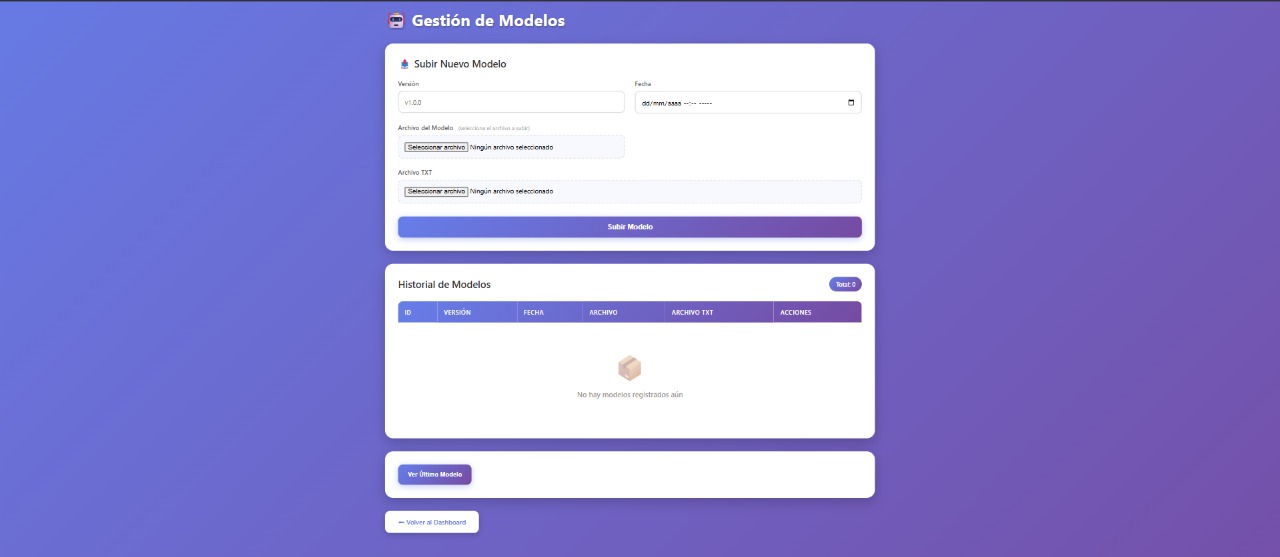 Gestión de Modelos
Subir Nuevo Modelo
Versión Fecha
v1.0.0 dd/mm/aaaa --:-- -----
Archivo del Modelo (selecciona el archivo a subir)
Seleccionar archivo Ningún archivo seleccionado
Archivo TXT
Seleccionar archivo Ningún archivo seleccionado
Subir Modelo
Historial de Modelos Total: 0
ID VERSIÓN FECHA ARCHIVO ARCHIVO TXT ACCIONES
No hay modelos registrados aún
Ver Último Modelo
← Volver al Dashboard